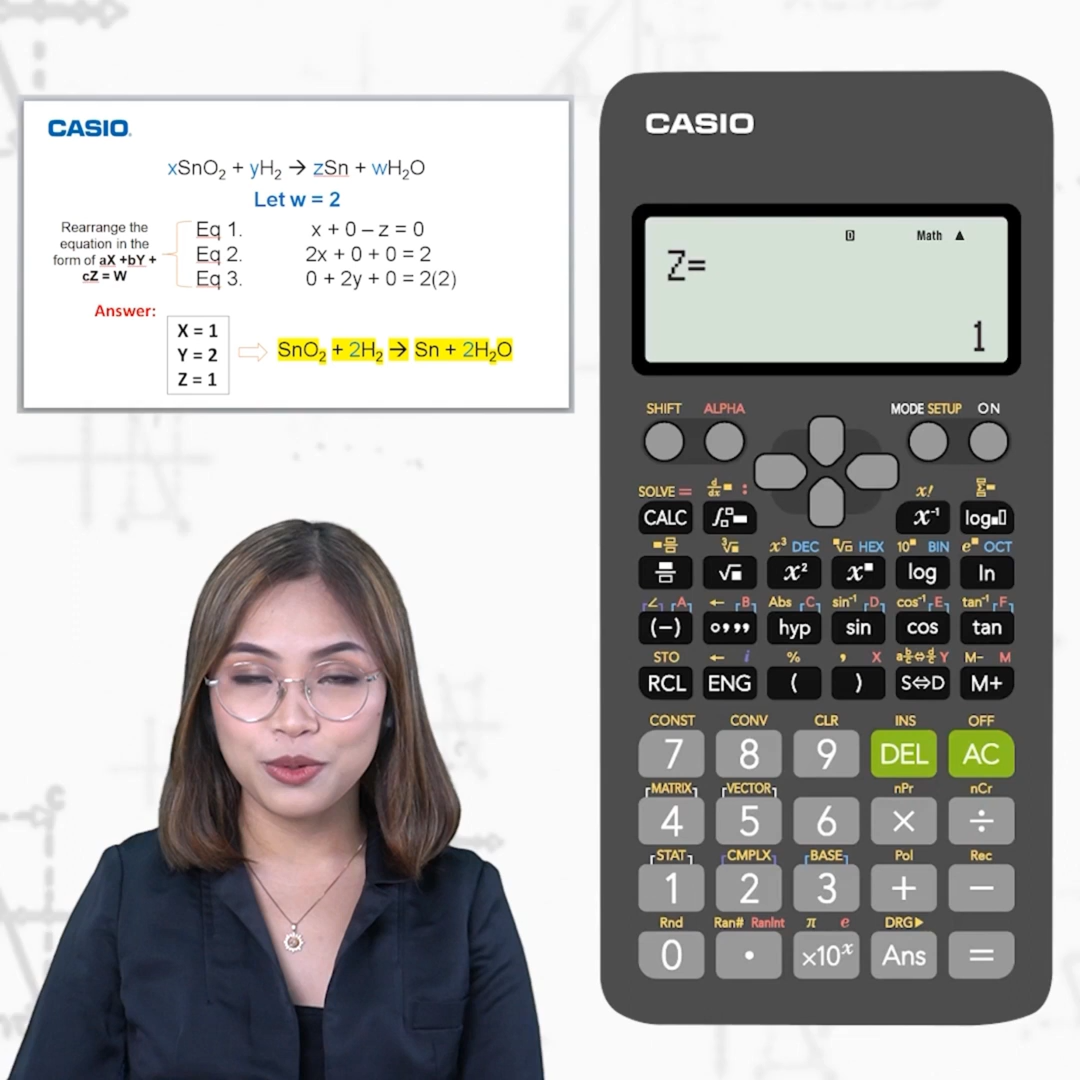 CASIO
xSnO₂ + yH₂ → zSn + wH₂O
Let w = 2
Rearrange the
equation in the
form of aX +bY +
cZ = W
Eq 1. x + 0 – z = 0
Eq 2. 2x + 0 + 0 = 2
Eq 3. 0 + 2y + 0 = 2(2)
Answer:
X = 1
Y = 2
Z = 1
SnO₂ + 2H₂ → Sn + 2H₂O
CASIO
D Math ▲
Z=
1
SHIFT ALPHA MODE SETUP ON
SOLVE = d/dx :  x! Σ
CALC ∫ x⁻¹ log
³√ x³ DEC √ HEX 10 BIN e OCT
√ x² x log ln
∠ A ← B Abs C sin⁻¹ D cos⁻¹ E tan⁻¹ F
(−) °’’’ hyp sin cos tan
STO ← i % , X a b/c⇔d/c Y M− M
RCL ENG ( ) S⇔D M+
CONST CONV CLR INS OFF
7 8 9 DEL AC
MATRIX VECTOR nPr nCr
4 5 6 × ÷
STAT CMPLX BASE Pol Rec
1 2 3 + −
Rnd Ran# RanInt π e DRG▶
0 • ×10ˣ Ans =